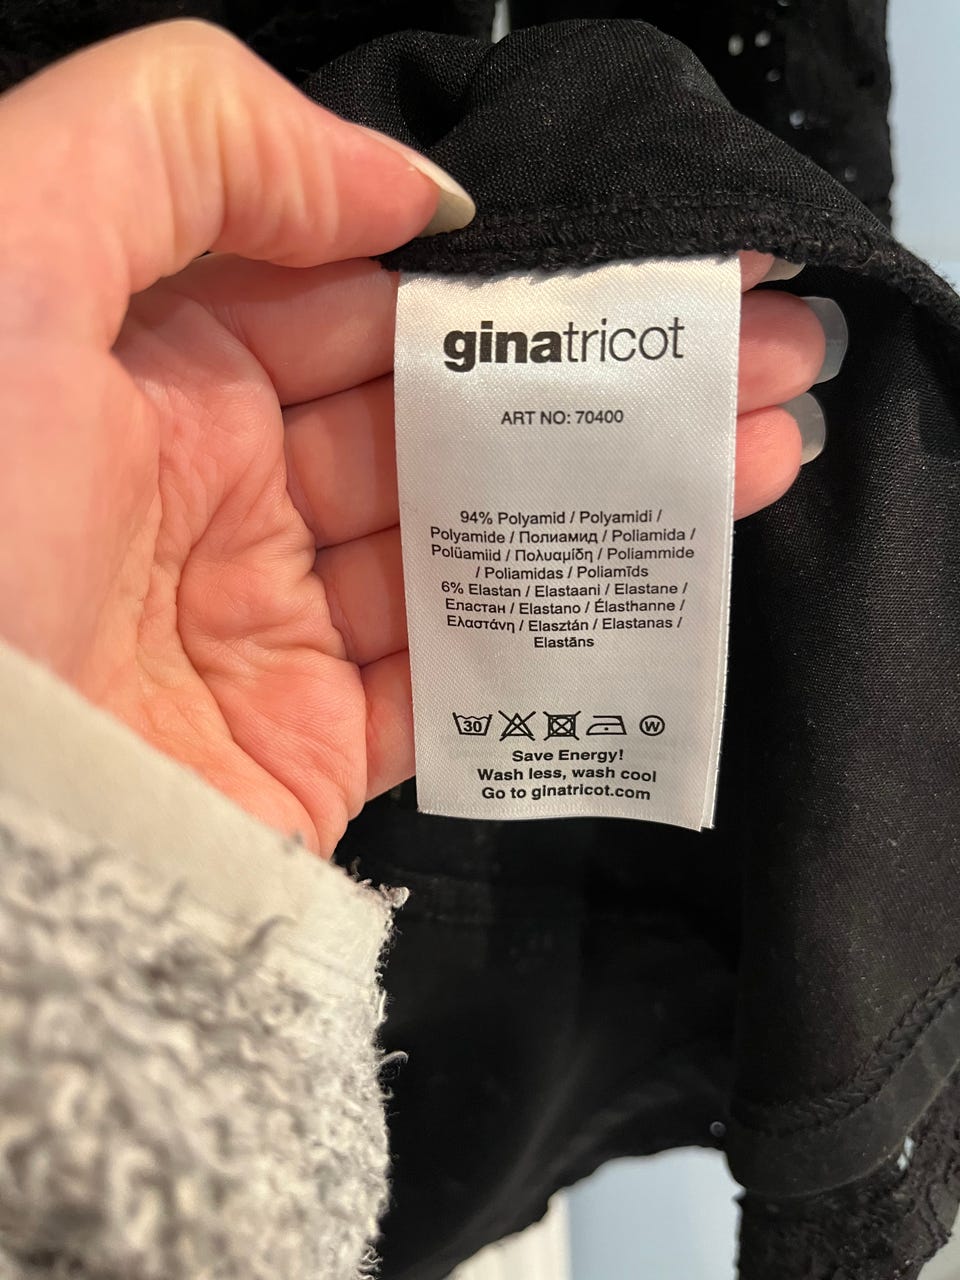 ginatricot
ART NO: 70400
94% Polyamid / Polyamidi /
Polyamide / Полиамид / Poliamida /
Polüamiid / Πολυαμίδη / Poliammide
/ Poliamidas / Poliamīds
6% Elastan / Elastaani / Elastane /
Еластан / Elastano / Élasthanne /
Ελαστάνη / Elasztán / Elastanas /
Elastāns
30 W
Save Energy!
Wash less, wash cool
Go to ginatricot.com